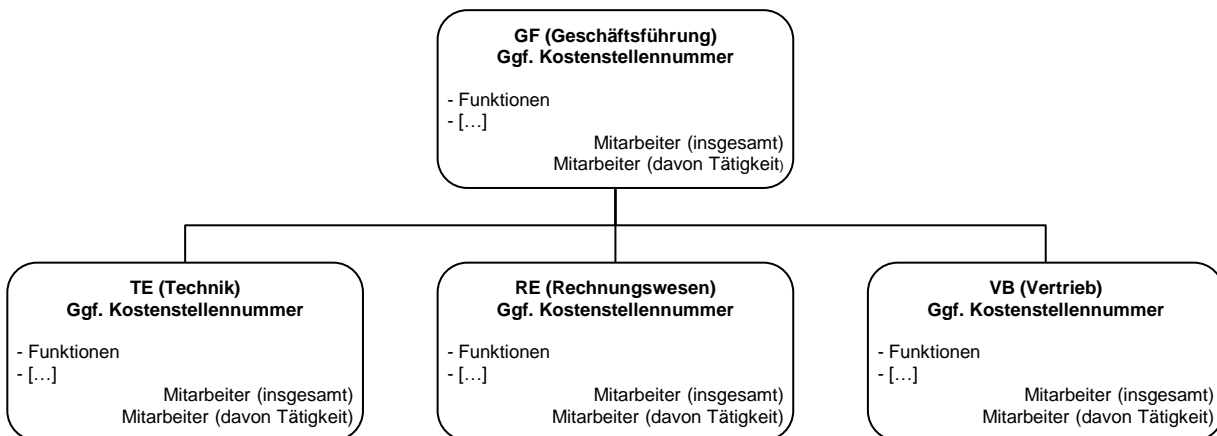 GF (Geschäftsführung)
Ggf. Kostenstellennummer
- Funktionen
- […]
Mitarbeiter (insgesamt)
Mitarbeiter (davon Tätigkeit)
TE (Technik)
Ggf. Kostenstellennummer
- Funktionen
- […]
Mitarbeiter (insgesamt)
Mitarbeiter (davon Tätigkeit)
RE (Rechnungswesen)
Ggf. Kostenstellennummer
- Funktionen
- […]
Mitarbeiter (insgesamt)
Mitarbeiter (davon Tätigkeit)
VB (Vertrieb)
Ggf. Kostenstellennummer
- Funktionen
- […]
Mitarbeiter (insgesamt)
Mitarbeiter (davon Tätigkeit)